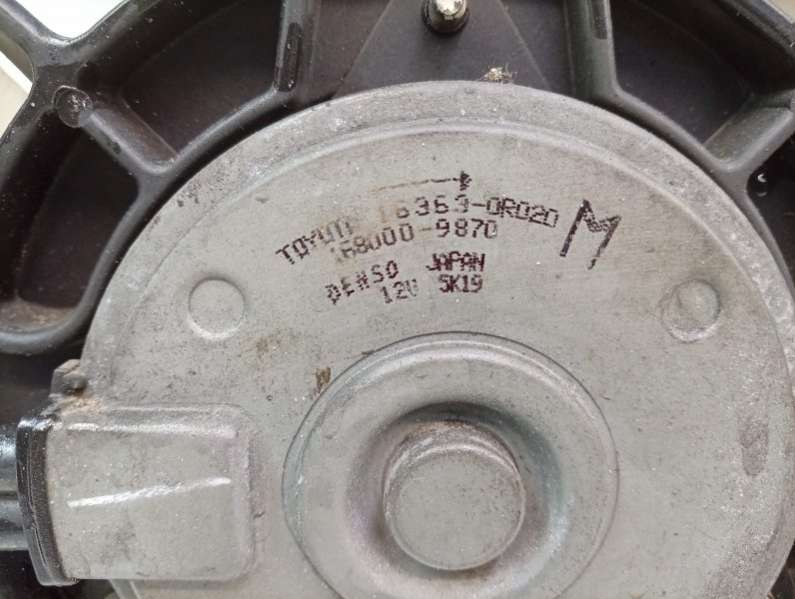 TOYOTA 16363-0R020
168000-9870
M
DENSO JAPAN
12V 5K19